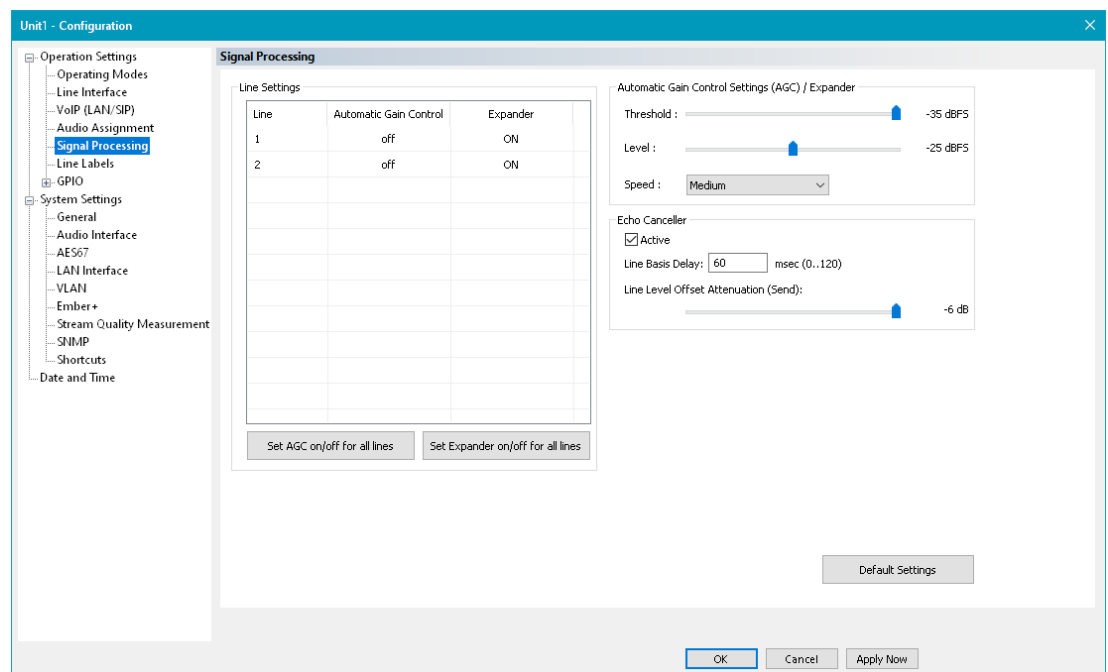 Unit1 - Configuration
Operation Settings
Operating Modes
Line Interface
VoIP (LAN/SIP)
Audio Assignment
Signal Processing
Line Labels
GPIO
System Settings
General
Audio Interface
AES67
LAN Interface
VLAN
Ember+
Stream Quality Measurement
SNMP
Shortcuts
Date and Time
Signal Processing
Line Settings
Line Automatic Gain Control Expander
1 off ON
2 off ON
Set AGC on/off for all lines Set Expander on/off for all lines
Automatic Gain Control Settings (AGC) / Expander
Threshold : -35 dBFS
Level : -25 dBFS
Speed : Medium
Echo Canceller
Active
Line Basis Delay: 60 msec (0..120)
Line Level Offset Attenuation (Send):
-6 dB
Default Settings
OK Cancel Apply Now